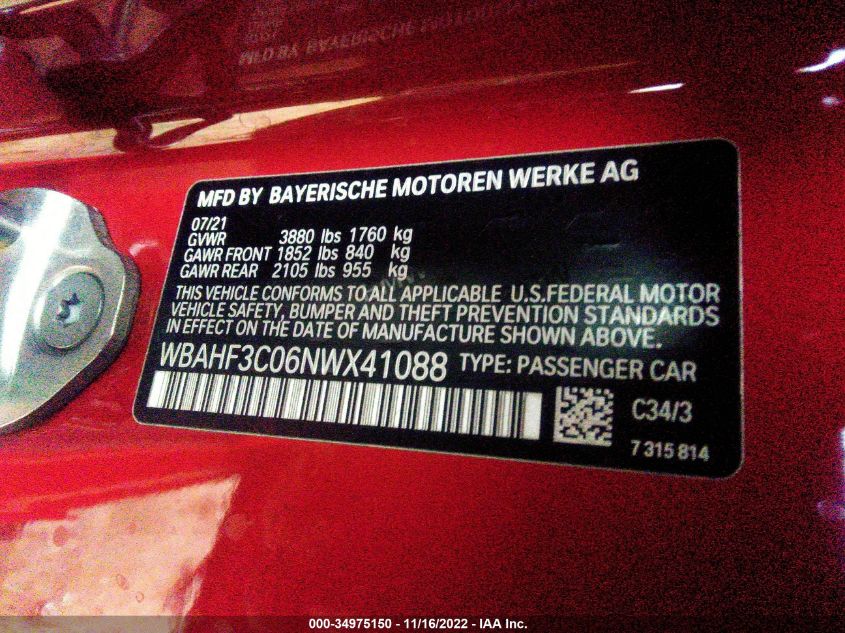 MFD BY BAYERISCHE MOTOREN WERKE AG
07/21
GVWR 3880 lbs 1760 kg
GAWR FRONT 1852 lbs 840 kg
GAWR REAR 2105 lbs 955 kg
THIS VEHICLE CONFORMS TO ALL APPLICABLE U.S.FEDERAL MOTOR
VEHICLE SAFETY, BUMPER AND THEFT PREVENTION STANDARDS
IN EFFECT ON THE DATE OF MANUFACTURE SHOWN ABOVE.
WBAHF3C06NWX41088 TYPE: PASSENGER CAR
C34/3
7 315 814
000-34975150 - 11/16/2022 - IAA Inc.